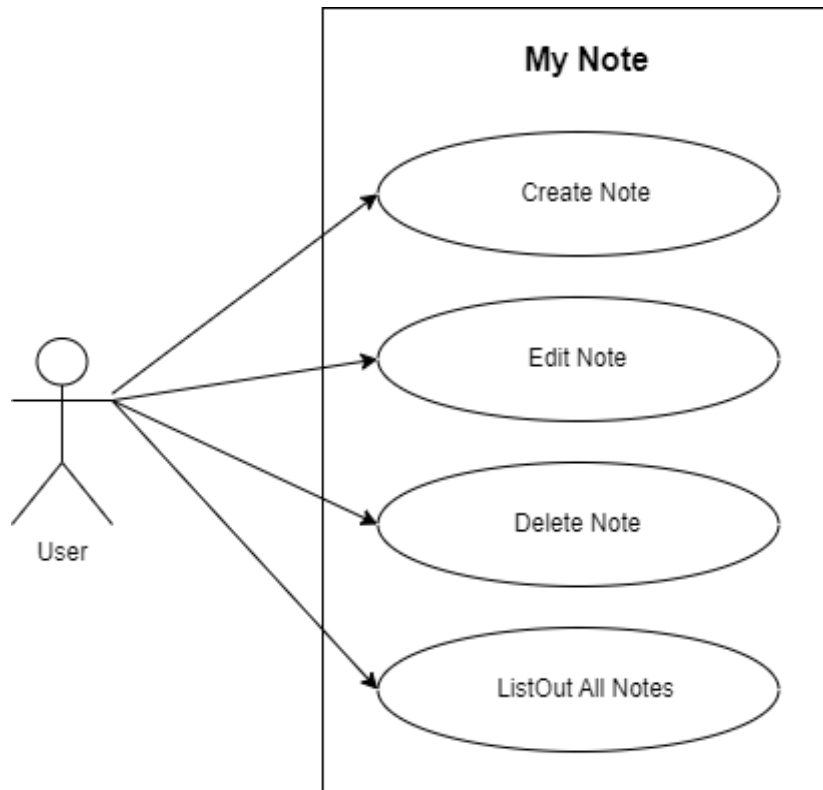 My Note
Create Note
Edit Note
Delete Note
User
ListOut All Notes